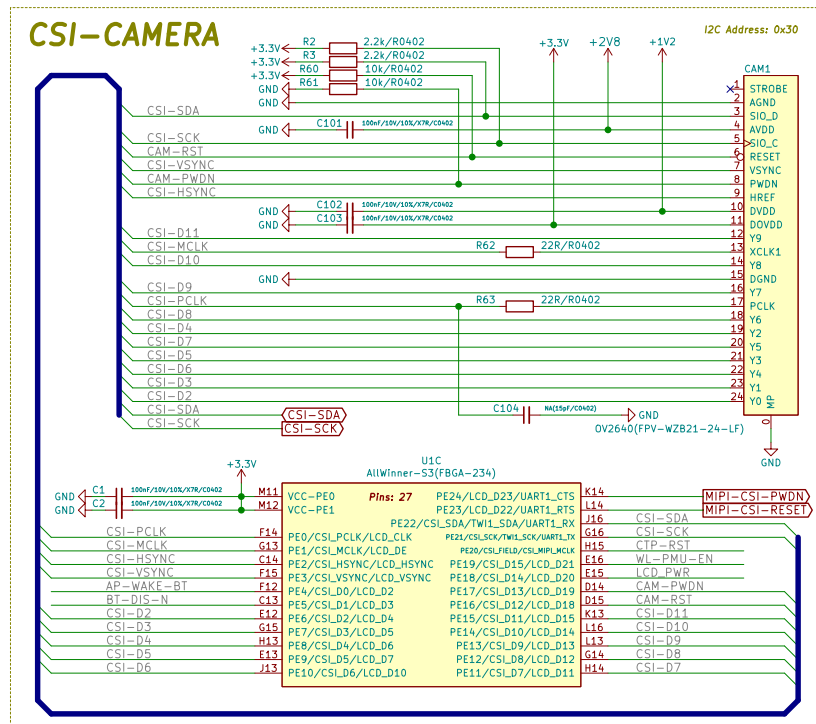 CSI-CAMERA
I2C Address: 0x30
+3.3V R2 2.2k/R0402
+3.3V R3 2.2k/R0402
+3.3V R60 10k/R0402
GND R61 10k/R0402
GND
+3.3V +2V8 +1V2
CAM1
1 STROBE
2 AGND
CSI-SDA 3 SIO_D
GND C101 100nF/10V/10%/X7R/C0402 4 AVDD
CSI-SCK 5 SIO_C
CAM-RST 6 RESET
CSI-VSYNC 7 VSYNC
CAM-PWDN 8 PWDN
CSI-HSYNC 9 HREF
GND C102 100nF/10V/10%/X7R/C0402 10 DVDD
GND C103 100nF/10V/10%/X7R/C0402 11 DOVDD
CSI-D11 12 Y9
CSI-MCLK R62 22R/R0402 13 XCLK1
CSI-D10 14 Y8
GND 15 DGND
CSI-D9 16 Y7
CSI-PCLK R63 22R/R0402 17 PCLK
CSI-D8 18 Y6
CSI-D4 19 Y2
CSI-D7 20 Y5
CSI-D5 21 Y3
CSI-D6 22 Y4
CSI-D3 23 Y1
CSI-D2 24 Y0
MP
0
CSI-SDA CSI-SDA
CSI-SCK CSI-SCK
C104 NA(15pF/C0402) GND
OV2640(FPV-WZB21-24-LF)
GND
U1C
AllWinner-S3(FBGA-234)
+3.3V
Pins: 27
GND C1 100nF/10V/10%/X7R/C0402 M11 VCC-PE0
GND C2 100nF/10V/10%/X7R/C0402 M12 VCC-PE1
PE24/LCD_D23/UART1_CTS K14 MIPI-CSI-PWDN
PE23/LCD_D22/UART1_RTS L14 MIPI-CSI-RESET
PE22/CSI_SDA/TWI1_SDA/UART1_RX J16 CSI-SDA
CSI-PCLK F14 PE0/CSI_PCLK/LCD_CLK PE21/CSI_SCK/TWI1_SCK/UART1_TX G16 CSI-SCK
CSI-MCLK G13 PE1/CSI_MCLK/LCD_DE PE20/CSI_FIELD/CSI_MIPI_MCLK H15 CTP-RST
CSI-HSYNC C14 PE2/CSI_HSYNC/LCD_HSYNC PE19/CSI_D15/LCD_D21 E16 WL-PMU-EN
CSI-VSYNC F15 PE3/CSI_VSYNC/LCD_VSYNC PE18/CSI_D14/LCD_D20 E15 LCD_PWR
AP-WAKE-BT F12 PE4/CSI_D0/LCD_D2 PE17/CSI_D13/LCD_D19 D14 CAM-PWDN
BT-DIS-N C13 PE5/CSI_D1/LCD_D3 PE16/CSI_D12/LCD_D18 D15 CAM-RST
CSI-D2 E12 PE6/CSI_D2/LCD_D4 PE15/CSI_D11/LCD_D15 K13 CSI-D11
CSI-D3 G15 PE7/CSI_D3/LCD_D5 PE14/CSI_D10/LCD_D14 L16 CSI-D10
CSI-D4 H13 PE8/CSI_D4/LCD_D6 PE13/CSI_D9/LCD_D13 L13 CSI-D9
CSI-D5 E13 PE9/CSI_D5/LCD_D7 PE12/CSI_D8/LCD_D12 G14 CSI-D8
CSI-D6 J13 PE10/CSI_D6/LCD_D10 PE11/CSI_D7/LCD_D11 H14 CSI-D7